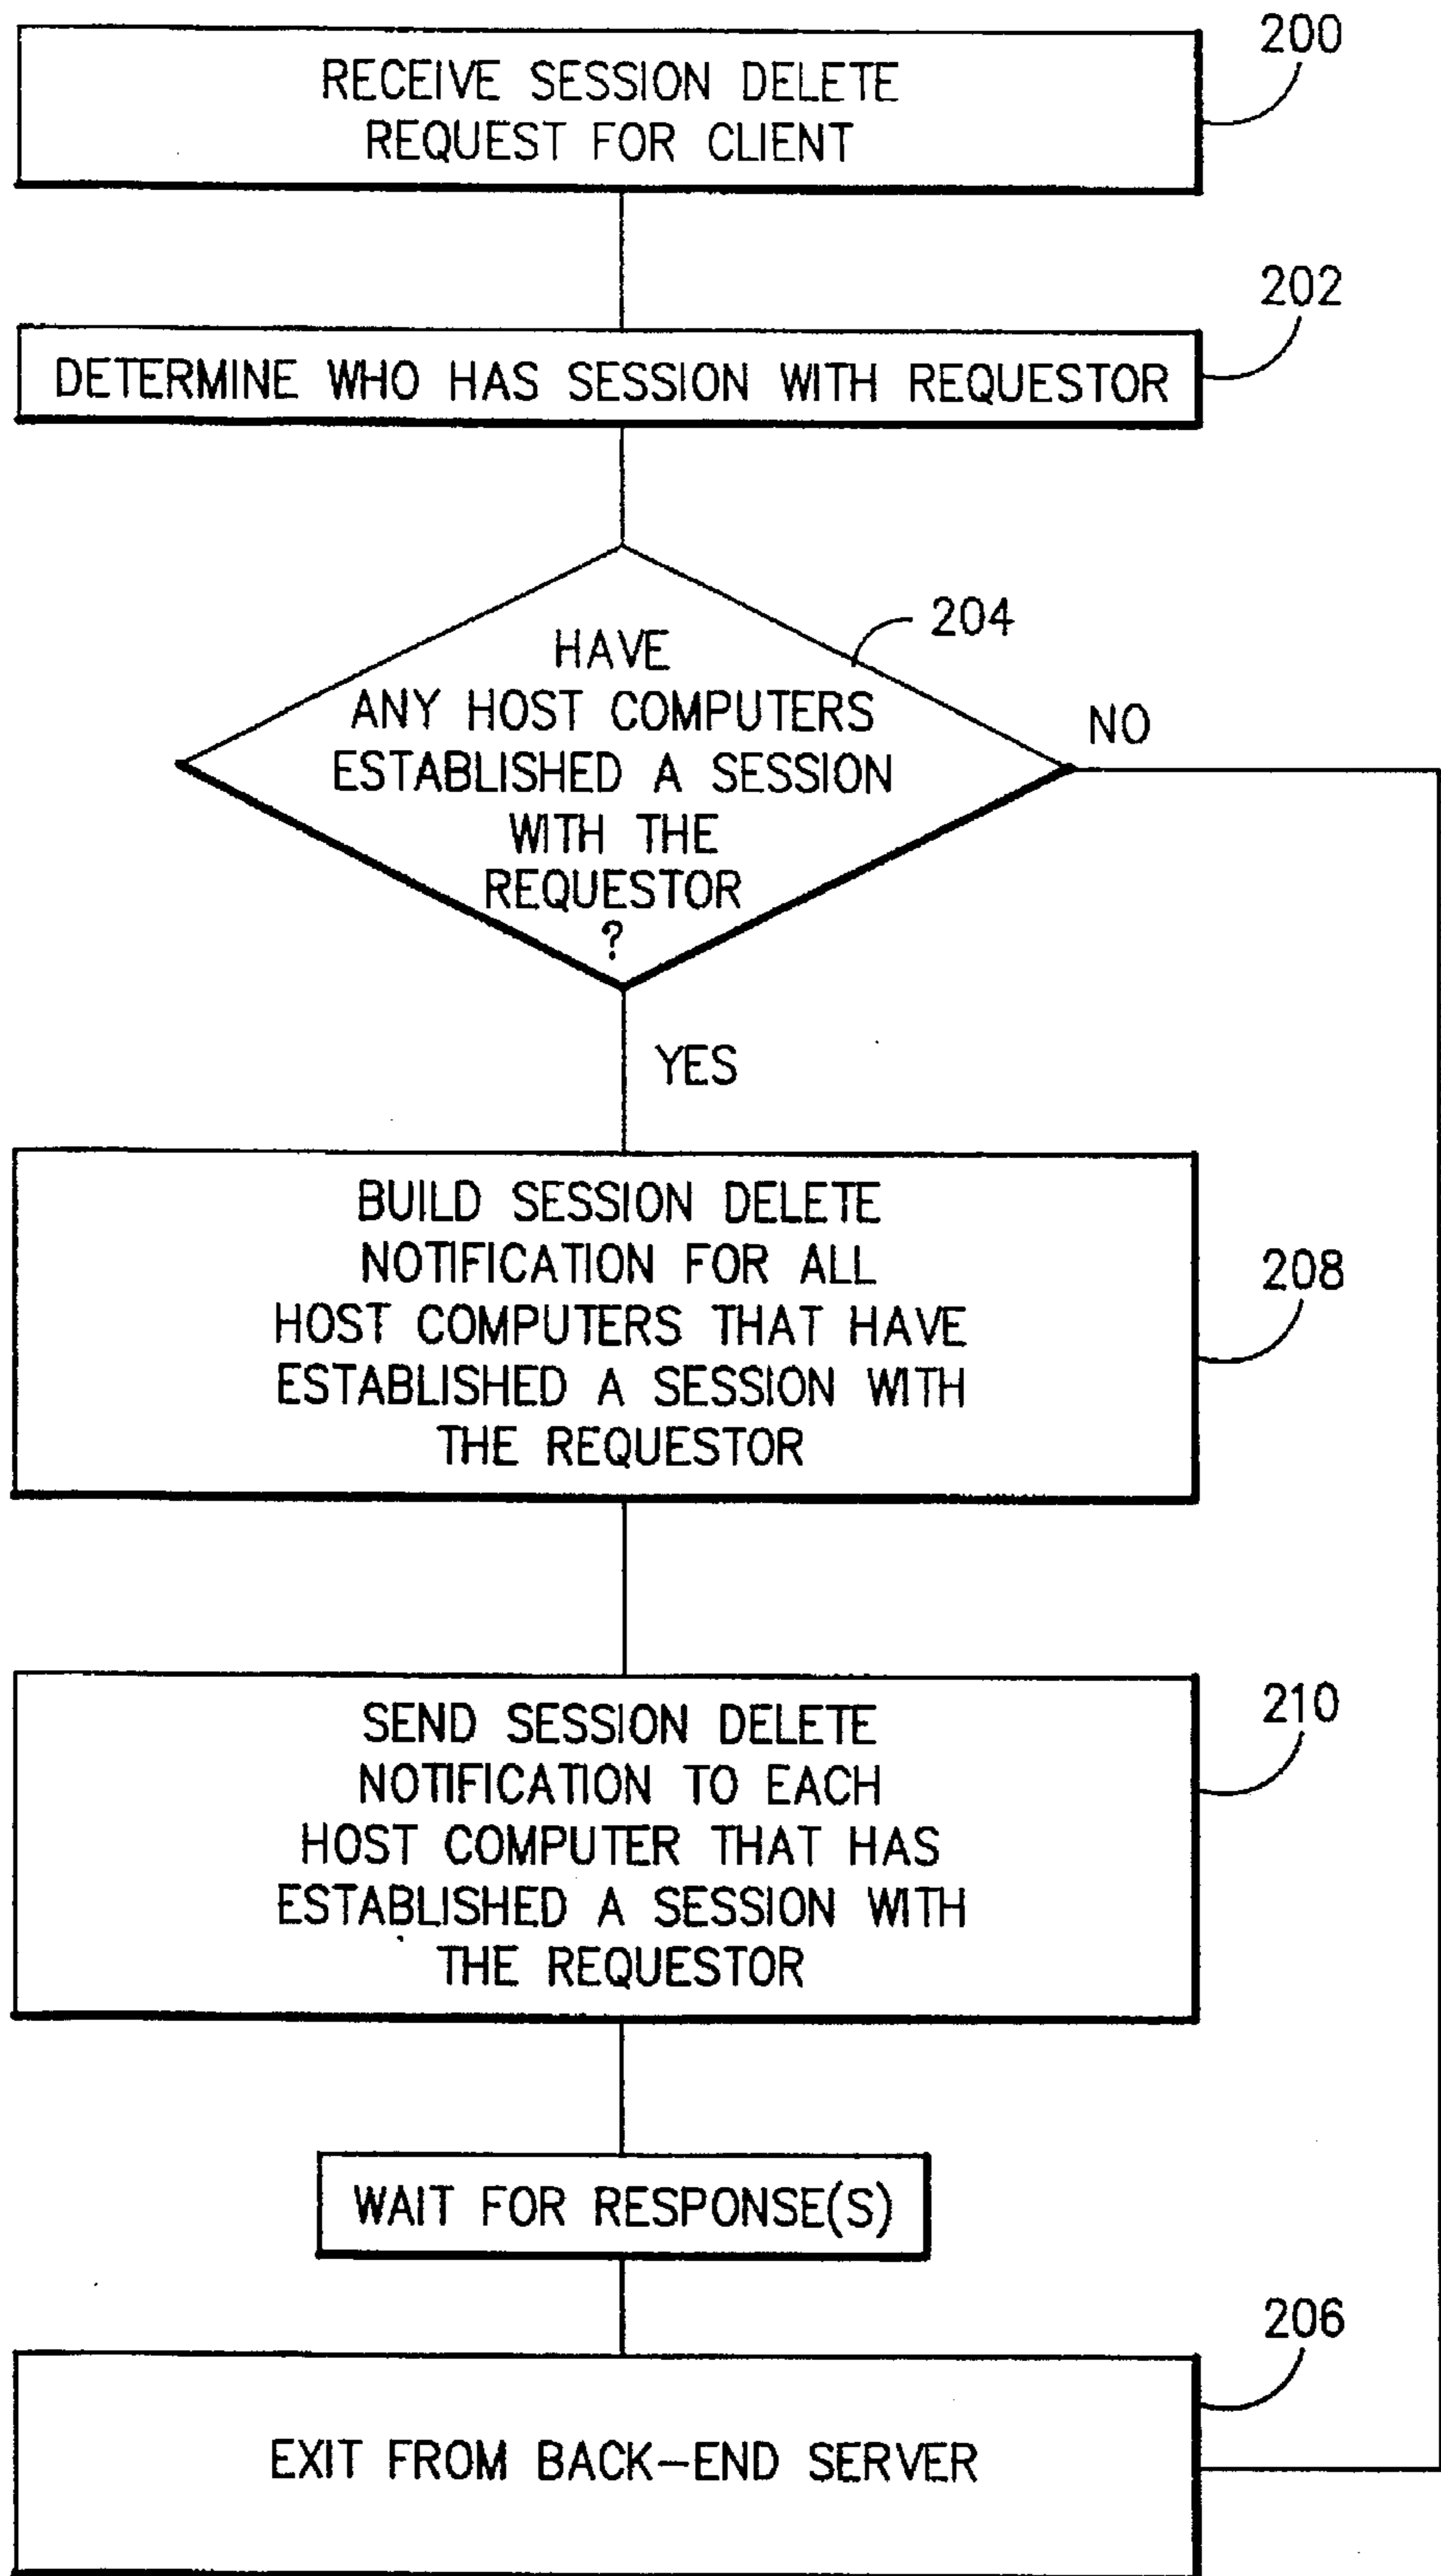 200
RECEIVE SESSION DELETE
REQUEST FOR CLIENT
202
DETERMINE WHO HAS SESSION WITH REQUESTOR
204
HAVE
ANY HOST COMPUTERS
ESTABLISHED A SESSION
WITH THE
REQUESTOR
?
NO
YES
BUILD SESSION DELETE
NOTIFICATION FOR ALL
HOST COMPUTERS THAT HAVE
ESTABLISHED A SESSION WITH
THE REQUESTOR
208
SEND SESSION DELETE
NOTIFICATION TO EACH
HOST COMPUTER THAT HAS
ESTABLISHED A SESSION WITH
THE REQUESTOR
210
WAIT FOR RESPONSE(S)
206
EXIT FROM BACK-END SERVER